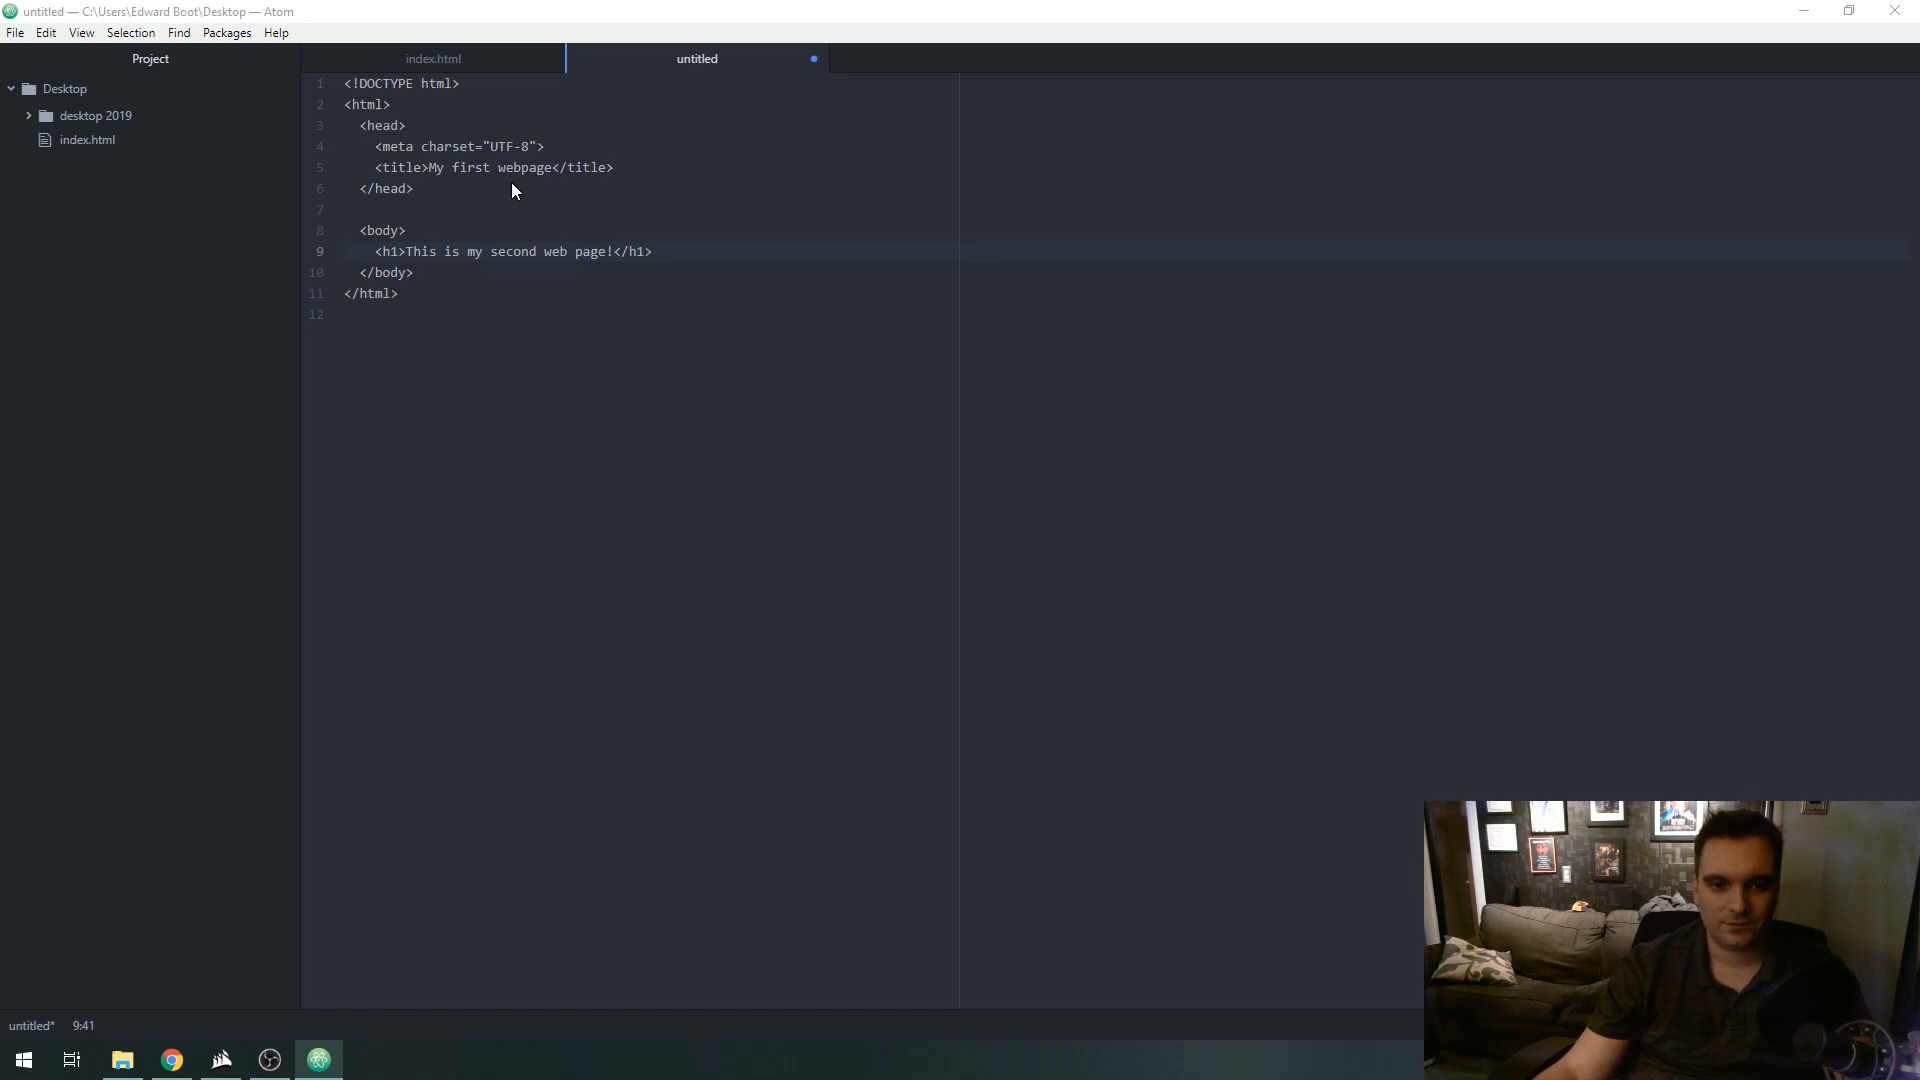 untitled — C:\Users\Edward Boot\Desktop — Atom
File Edit View Selection Find Packages Help
Project
index.html
untitled
Desktop
desktop 2019
index.html
1 <!DOCTYPE html>
2 <html>
3 <head>
4 <meta charset="UTF-8">
5 <title>My first webpage</title>
6 </head>
7
8 <body>
9 <h1>This is my second web page!</h1>
10 </body>
11 </html>
12
untitled* 9:41